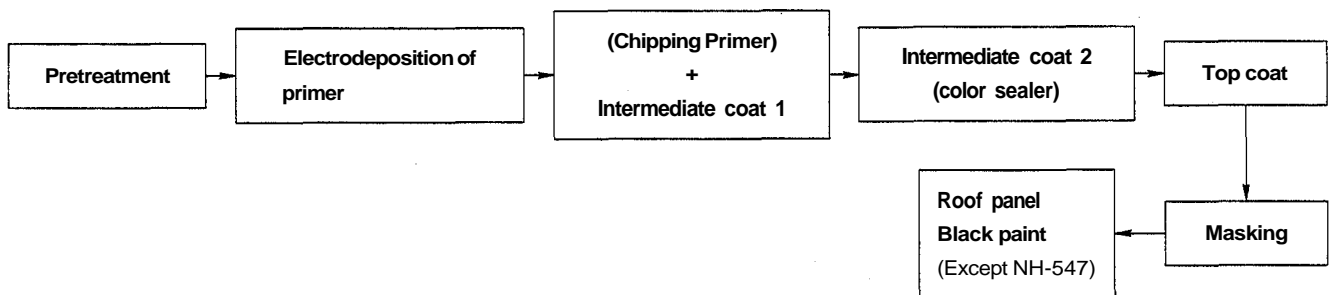 Pretreatment
Electrodeposition of
primer
(Chipping Primer)
+
Intermediate coat 1
Intermediate coat 2
(color sealer)
Top coat
Masking
Roof panel
Black paint
(Except NH-547)